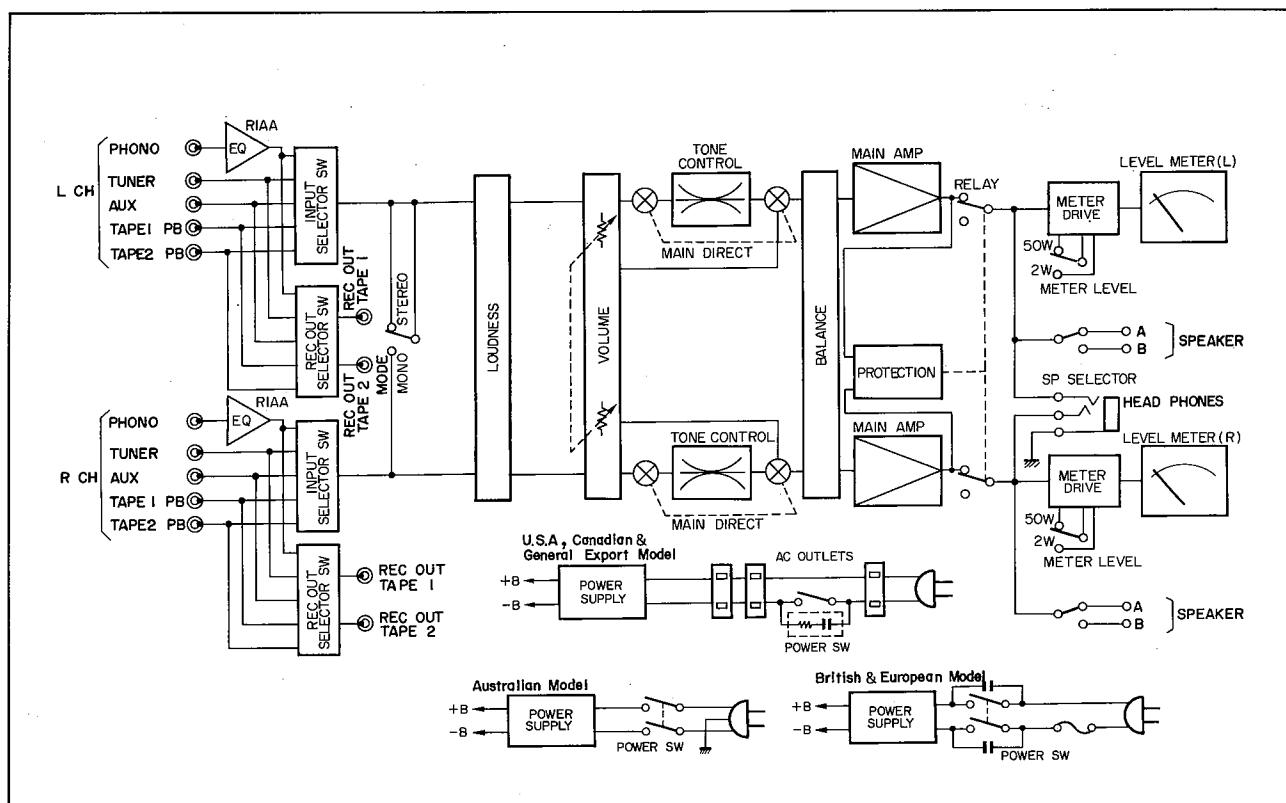 RIAA
PHONO
EQ
L CH
TUNER
AUX
TAPE1 PB
TAPE2 PB
INPUT
SELECTOR SW
REC OUT
SELECTOR SW
REC OUT
TAPE 1
REC OUT
TAPE 2
STEREO
MODE
MONO
LOUDNESS
VOLUME
TONE
CONTROL
MAIN DIRECT
BALANCE
MAIN AMP
RELAY
PROTECTION
METER
DRIVE
50W
2W
METER LEVEL
LEVEL METER(L)
A
B
SPEAKER
SP SELECTOR
HEAD PHONES
RIAA
PHONO
EQ
R CH
TUNER
AUX
TAPE 1 PB
TAPE2 PB
INPUT
SELECTOR SW
REC OUT
SELECTOR SW
REC OUT
TAPE 1
REC OUT
TAPE 2
TONE CONTROL
MAIN DIRECT
MAIN AMP
LEVEL METER(R)
METER
DRIVE
50W
2W
METER LEVEL
A
B
SPEAKER
U.S.A, Canadian &
General Export Model
+B
-B
POWER
SUPPLY
AC OUTLETS
POWER SW
Australian Model
+B
-B
POWER
SUPPLY
POWER SW
British & European Model
+B
-B
POWER
SUPPLY
POWER SW